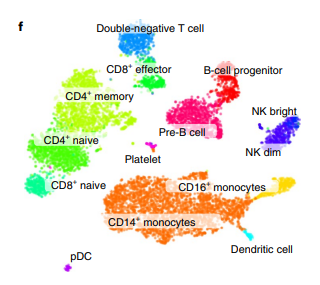 f
Double-negative T cell
CD8⁺ effector
B-cell progenitor
CD4⁺ memory
NK bright
Pre-B cell
CD4⁺ naive
NK dim
Platelet
CD8⁺ naive
CD16⁺ monocytes
CD14⁺ monocytes
Dendritic cell
pDC